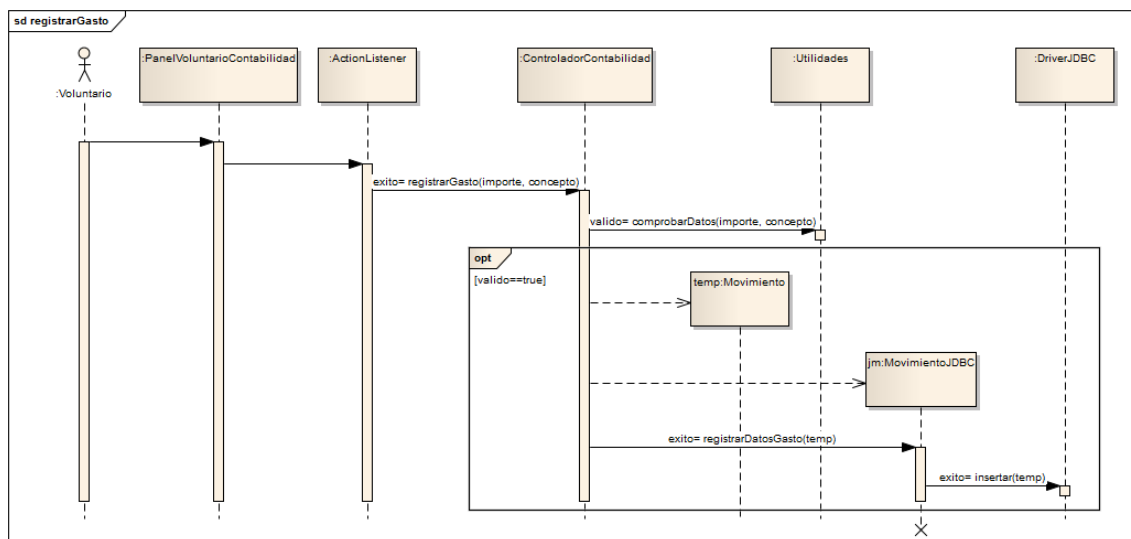 sd registrarGasto
:Voluntario
:PanelVoluntarioContabilidad
:ActionListener
:ControladorContabilidad
:Utilidades
:DriverJDBC
exito= registrarGasto(importe, concepto)
valido= comprobarDatos(importe, concepto)
opt
[valido==true]
temp:Movimiento
jm:MovimientoJDBC
exito= registrarDatosGasto(temp)
exito= insertar(temp)